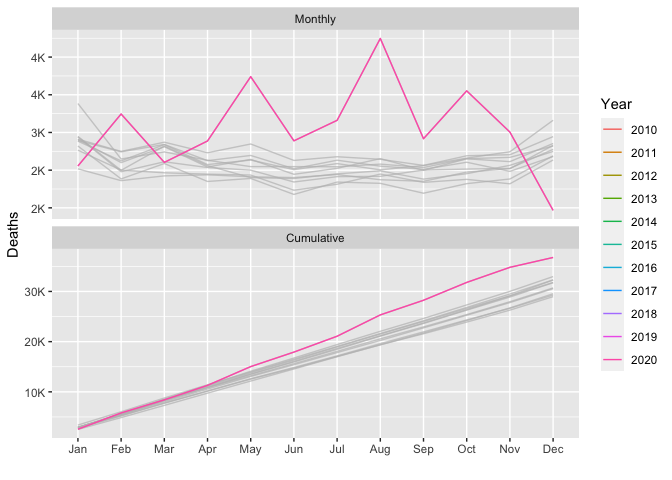 Monthly
4K
4K
3K
2K
2K
Deaths
Cumulative
30K
20K
10K
Jan Feb Mar Apr May Jun Jul Aug Sep Oct Nov Dec
Year
2010
2011
2012
2013
2014
2015
2016
2017
2018
2019
2020